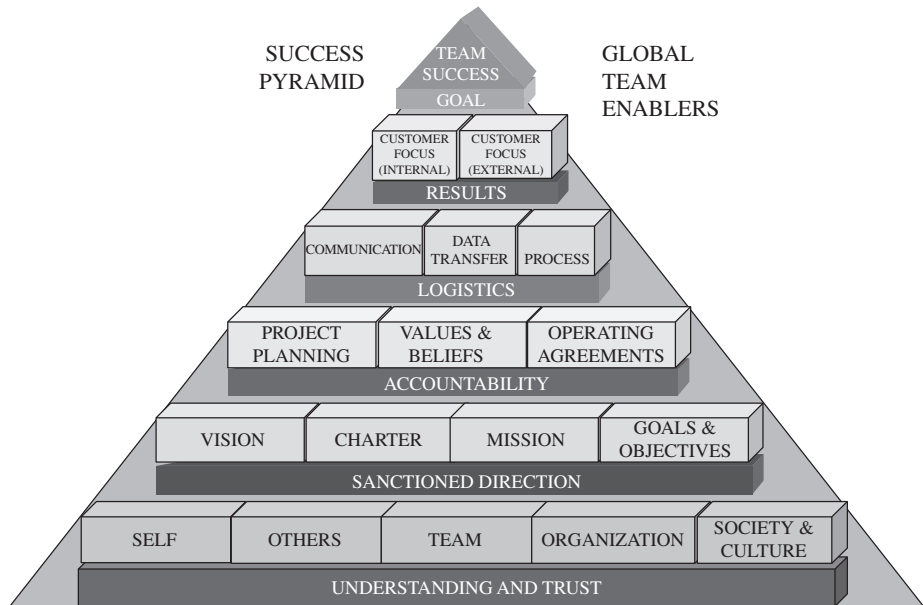 SUCCESS
PYRAMID
GLOBAL
TEAM
ENABLERS
TEAM
SUCCESS
GOAL
CUSTOMER
FOCUS
(INTERNAL)
CUSTOMER
FOCUS
(EXTERNAL)
RESULTS
COMMUNICATION
DATA
TRANSFER
PROCESS
LOGISTICS
PROJECT
PLANNING
VALUES &
BELIEFS
OPERATING
AGREEMENTS
ACCOUNTABILITY
VISION
CHARTER
MISSION
GOALS &
OBJECTIVES
SANCTIONED DIRECTION
SELF
OTHERS
TEAM
ORGANIZATION
SOCIETY &
CULTURE
UNDERSTANDING AND TRUST